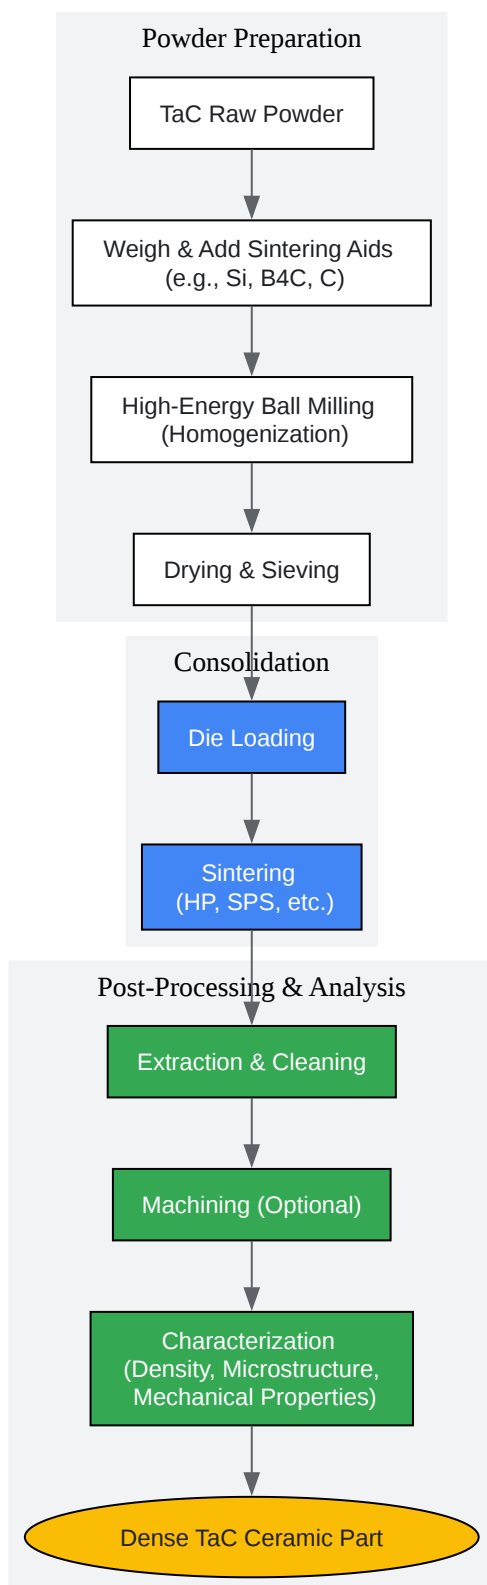 Powder Preparation
TaC Raw Powder
Weigh & Add Sintering Aids
(e.g., Si, B4C, C)
High-Energy Ball Milling
(Homogenization)
Drying & Sieving
Consolidation
Die Loading
Sintering
(HP, SPS, etc.)
Post-Processing & Analysis
Extraction & Cleaning
Machining (Optional)
Characterization
(Density, Microstructure,
Mechanical Properties)
Dense TaC Ceramic Part